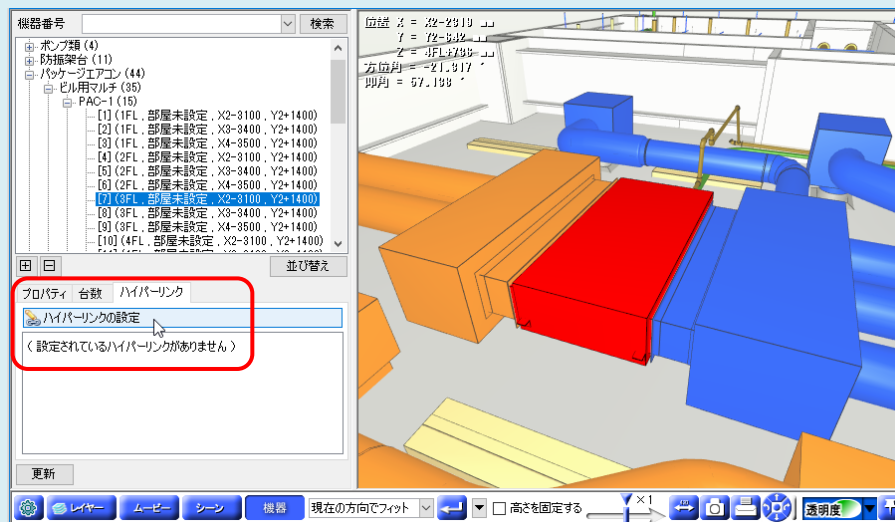 機器番号
検索
ポンプ類 (4)
防振架台 (11)
パッケージエアコン (44)
ビル用マルチ (35)
PAC-1 (15)
[1] (1FL , 部屋未設定 , X2-3100 , Y2+1400)
[2] (1FL , 部屋未設定 , X3-3400 , Y2+1400)
[3] (1FL , 部屋未設定 , X4-3500 , Y2+1400)
[4] (2FL , 部屋未設定 , X2-3100 , Y2+1400)
[5] (2FL , 部屋未設定 , X3-3400 , Y2+1400)
[6] (2FL , 部屋未設定 , X4-3500 , Y2+1400)
[7] (3FL , 部屋未設定 , X2-3100 , Y2+1400)
[8] (3FL , 部屋未設定 , X3-3400 , Y2+1400)
[9] (3FL , 部屋未設定 , X4-3500 , Y2+1400)
[10] (4FL , 部屋未設定 , X2-3100 , Y2+1400)
並び替え
プロパティ 台数 ハイパーリンク
ハイパーリンクの設定
( 設定されているハイパーリンクがありません )
更新
位置 X = X2-2319 mm
Y = Y2-642 mm
Z = 4FL+736 mm
方位角 = -21.317 °
仰角 = 57.133 °
レイヤー ムービー シーン 機器 現在の方向でフィット 高さを固定する ×1 透明度